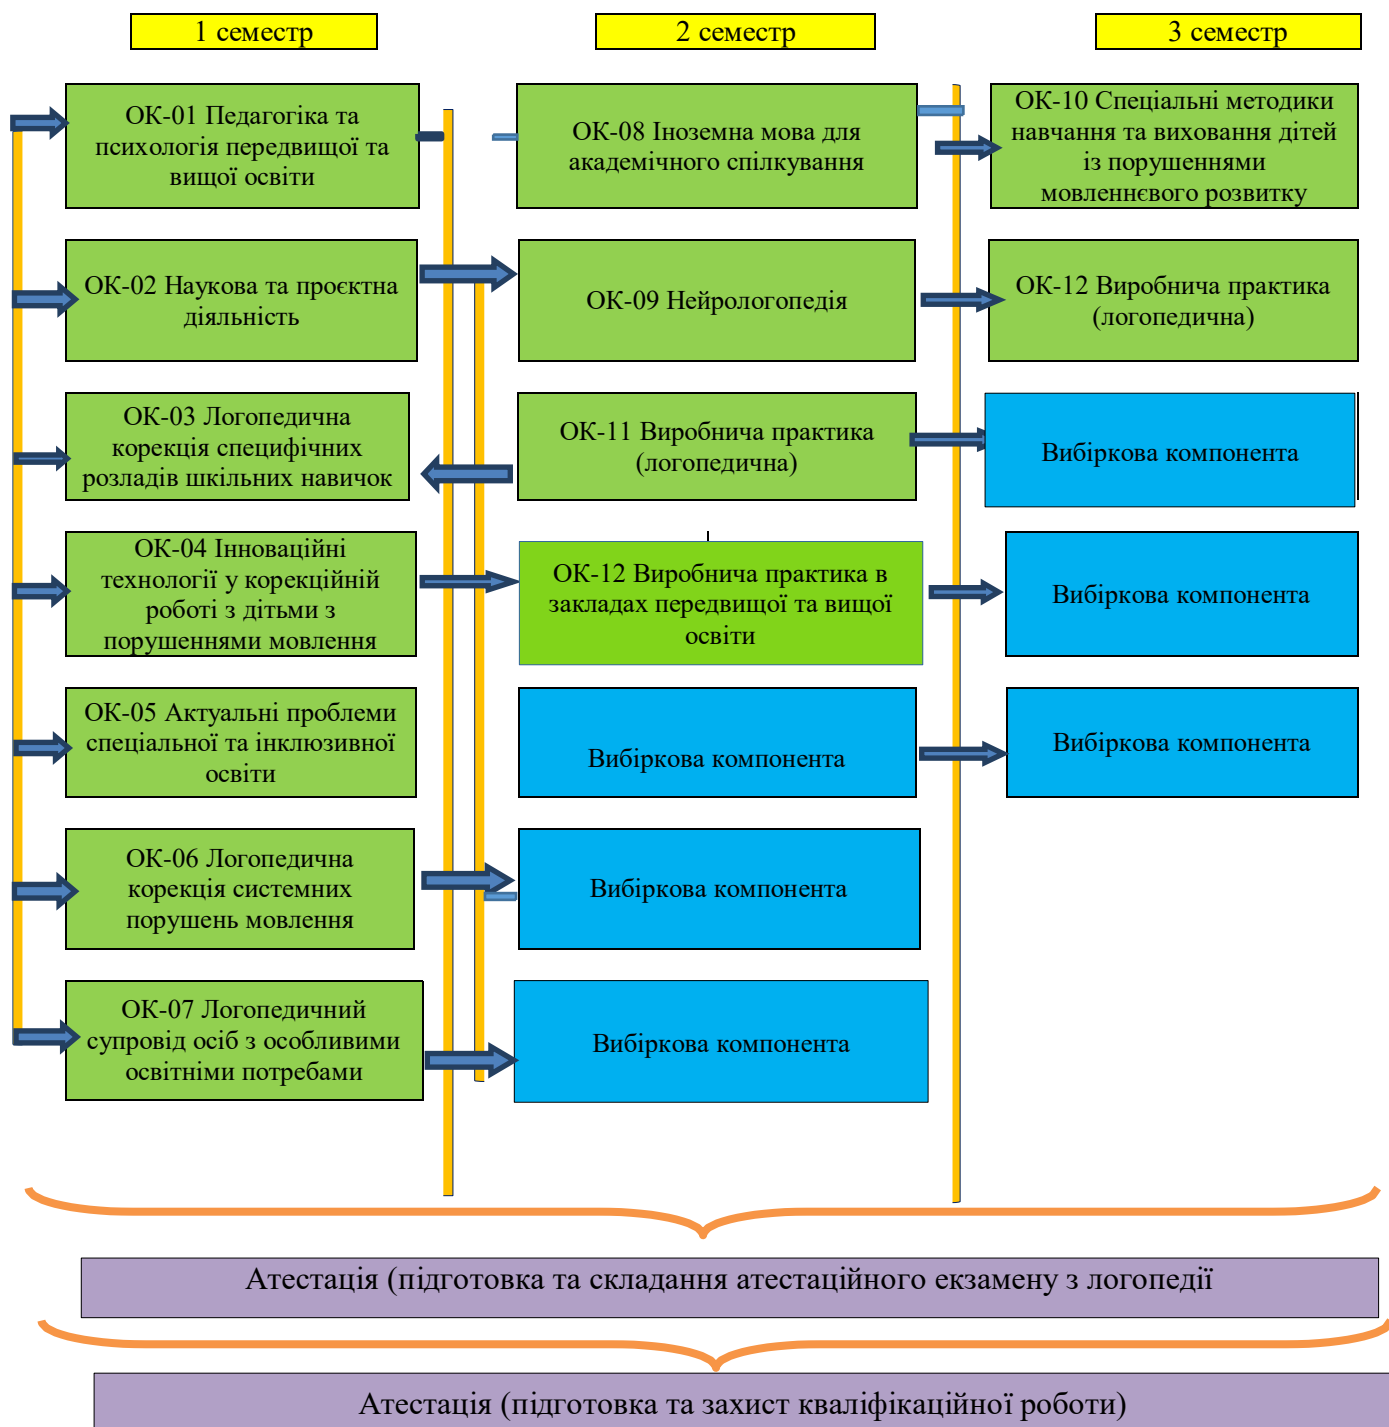 1 семестр
2 семестр
3 семестр
ОК-01 Педагогіка та
психологія передвищої та
вищої освіти
ОК-08 Іноземна мова для
академічного спілкування
ОК-10 Спеціальні методики
навчання та виховання дітей
із порушеннями
мовленнєвого розвитку
ОК-02 Наукова та проєктна
діяльність
ОК-09 Нейрологопедія
ОК-12 Виробнича практика
(логопедична)
ОК-03 Логопедична
корекція специфічних
розладів шкільних навичок
ОК-11 Виробнича практика
(логопедична)
Вибіркова компонента
ОК-04 Інноваційні
технології у корекційній
роботі з дітьми з
порушеннями мовлення
ОК-12 Виробнича практика в
закладах передвищої та вищої
освіти
Вибіркова компонента
ОК-05 Актуальні проблеми
спеціальної та інклюзивної
освіти
Вибіркова компонента
Вибіркова компонента
ОК-06 Логопедична
корекція системних
порушень мовлення
Вибіркова компонента
ОК-07 Логопедичний
супровід осіб з особливими
освітніми потребами
Вибіркова компонента
Атестація (підготовка та складання атестаційного екзамену з логопедії
Атестація (підготовка та захист кваліфікаційної роботи)